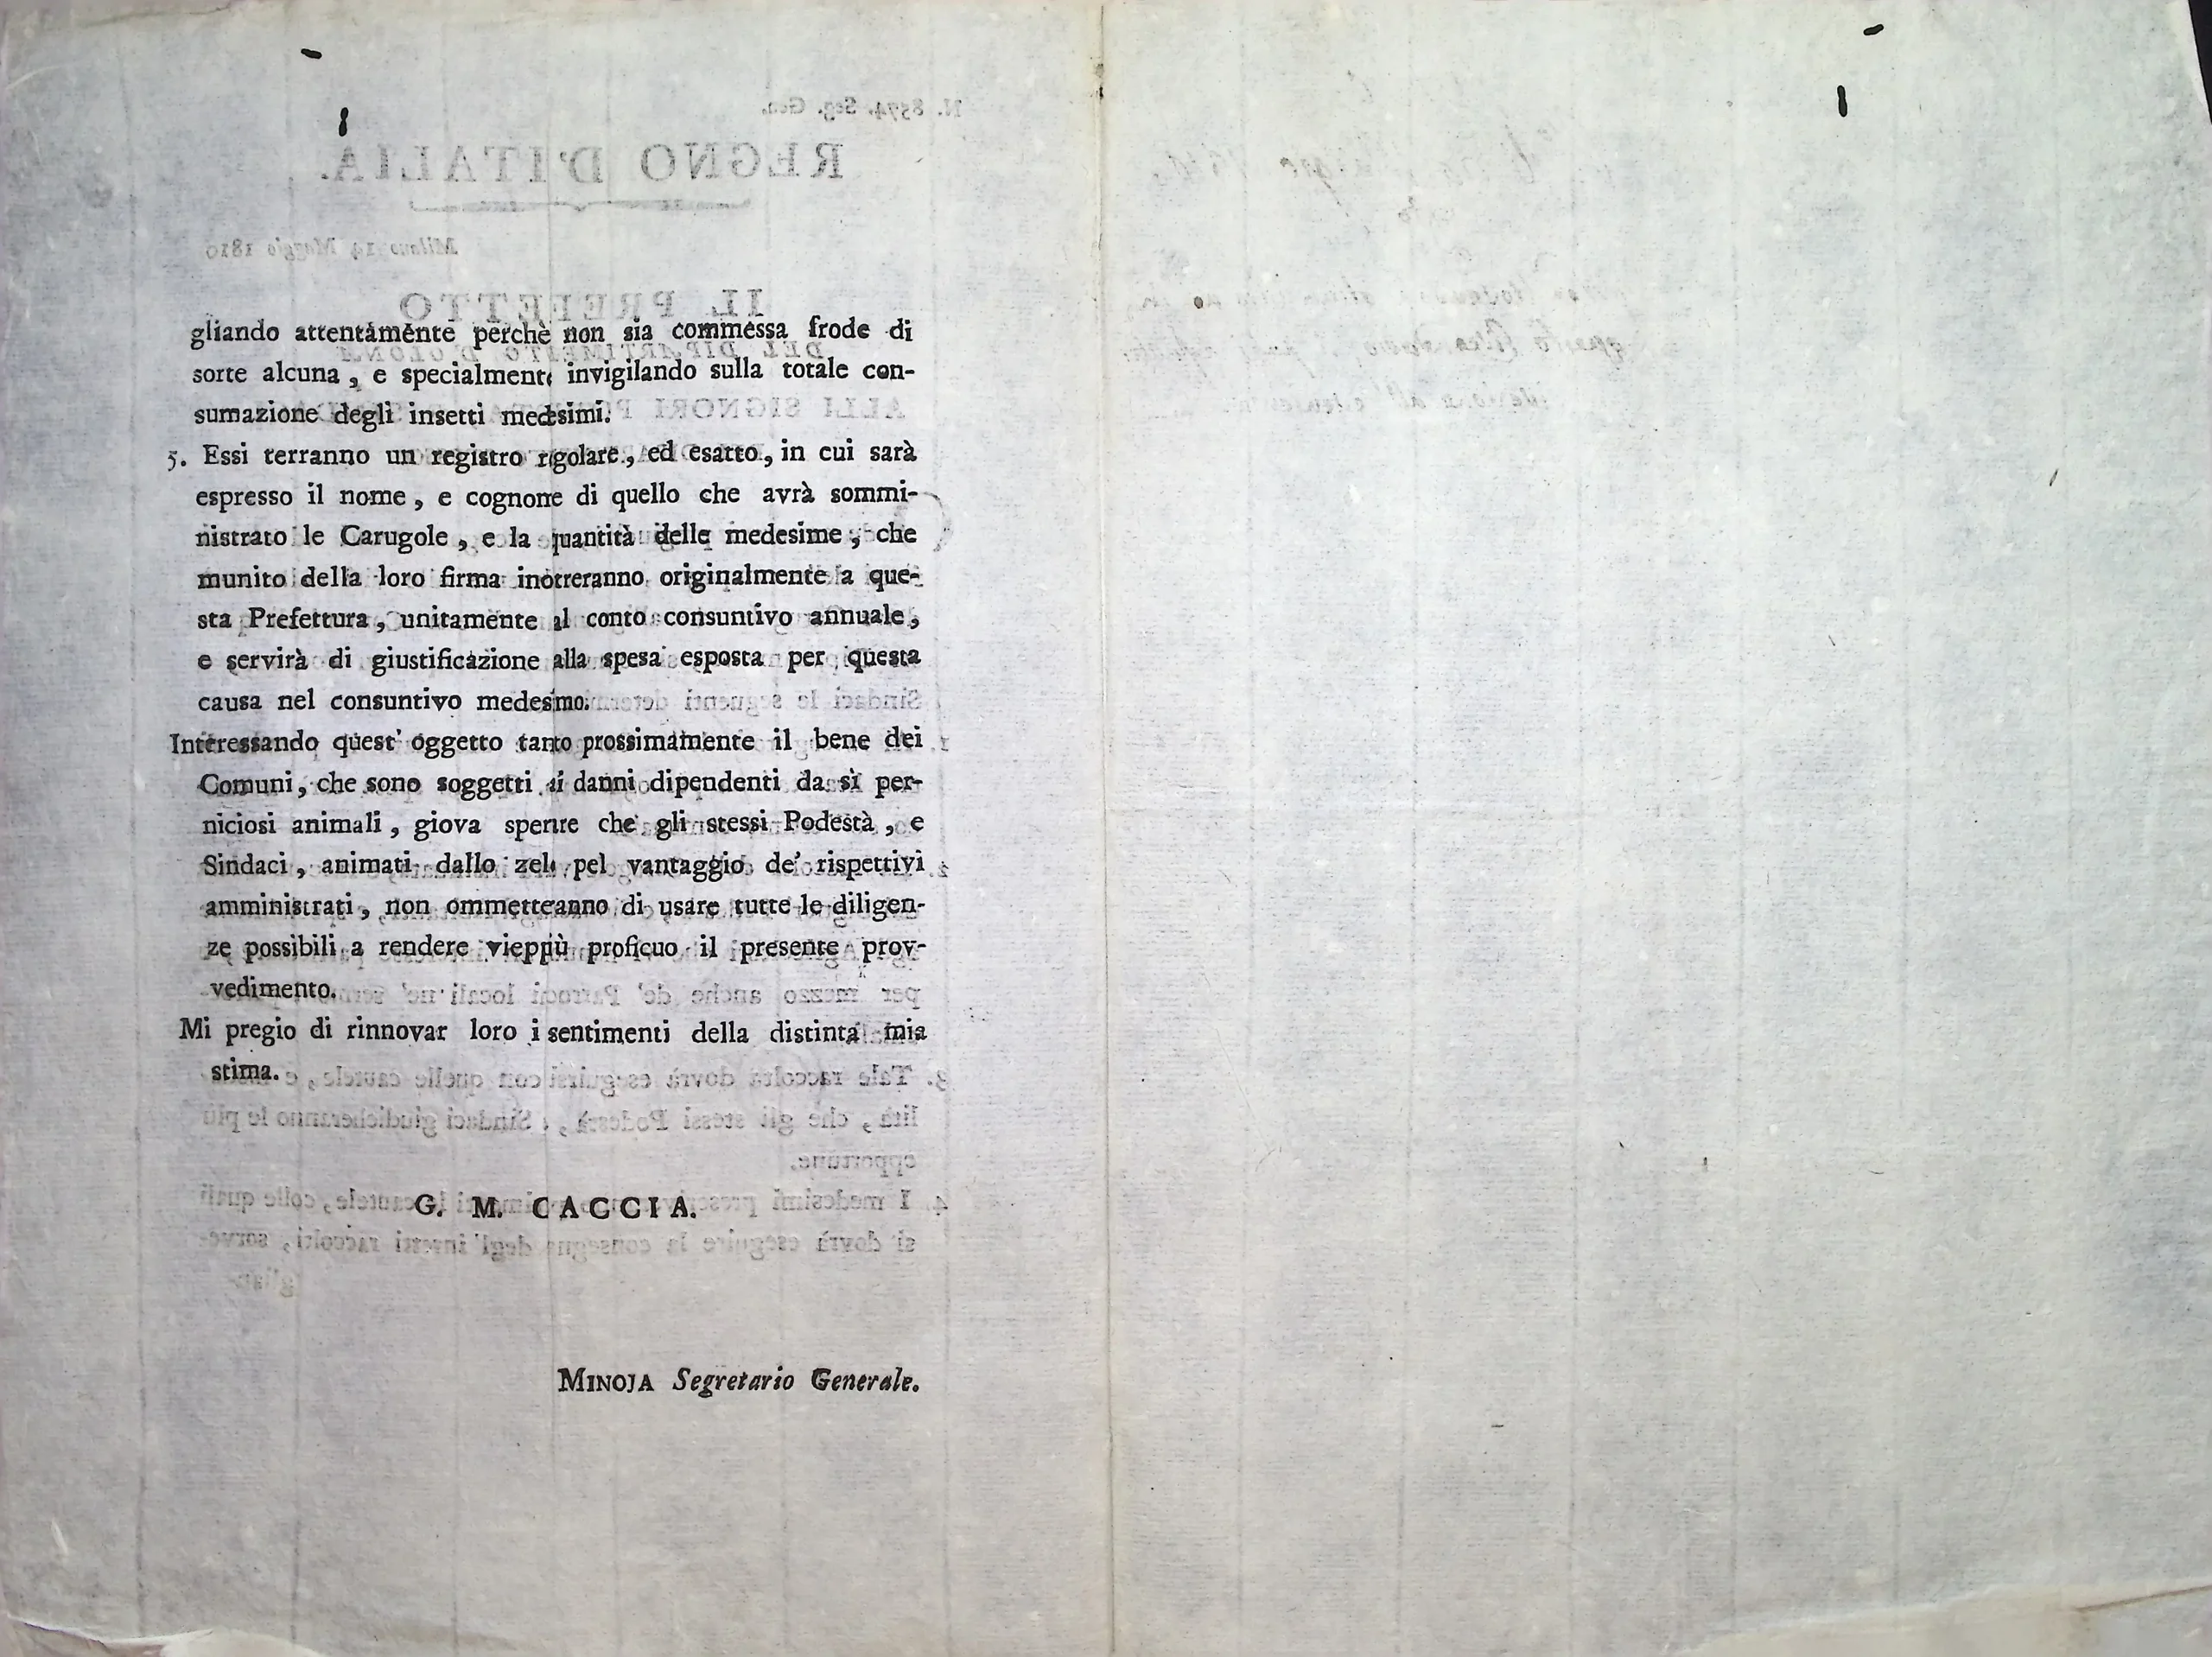 gliando attentamente perchè non sia commessa frode di
sorte alcuna, e specialmente invigilando sulla totale con-
sumazione degli insetti medesimi.
5. Essi terranno un registro regolare, ed esatto, in cui sarà
espresso il nome, e cognome di quello che avrà sommi-
nistrato le Carugole, e la quantità delle medesime, che
munito della loro firma inoltreranno originalmente a que-
sta Prefettura, unitamente al conto consuntivo annuale,
e servirà di giustificazione alla spesa esposta per questa
causa nel consuntivo medesimo.
Interessando quest' oggetto tanto prossimamente il bene dei
Comuni, che sono soggetti ai danni dipendenti da sì per-
niciosi animali, giova sperare che gli stessi Podestà, e
Sindaci, animati dallo zelo pel vantaggio de' rispettivi
amministrati, non ommetteranno di usare tutte le diligen-
ze possibili a rendere vieppiù proficuo il presente prov-
vedimento.
Mi pregio di rinnovar loro i sentimenti della distinta mia
stima.
G. M. CACCIA.
MINOJA Segretario Generale.